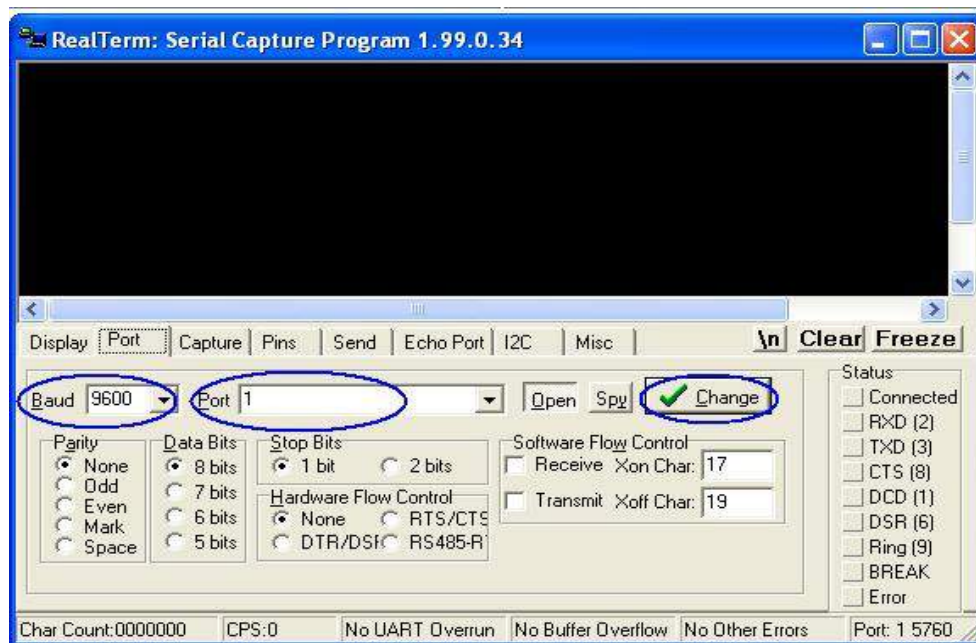 RealTerm: Serial Capture Program 1.99.0.34
Display Port Capture Pins Send Echo Port I2C Misc \n Clear Freeze
Baud 9600 Port 1 Open Spy Change
Parity
None
Odd
Even
Mark
Space
Data Bits
8 bits
7 bits
6 bits
5 bits
Stop Bits
1 bit 2 bits
Hardware Flow Control
None RTS/CTS
DTR/DSR RS485-R
Software Flow Control
Receive Xon Char: 17
Transmit Xoff Char: 19
Status
Connected
RXD (2)
TXD (3)
CTS (8)
DCD (1)
DSR (6)
Ring (9)
BREAK
Error
Char Count:0000000 CPS:0 No UART Overrun No Buffer Overflow No Other Errors Port: 1 5760